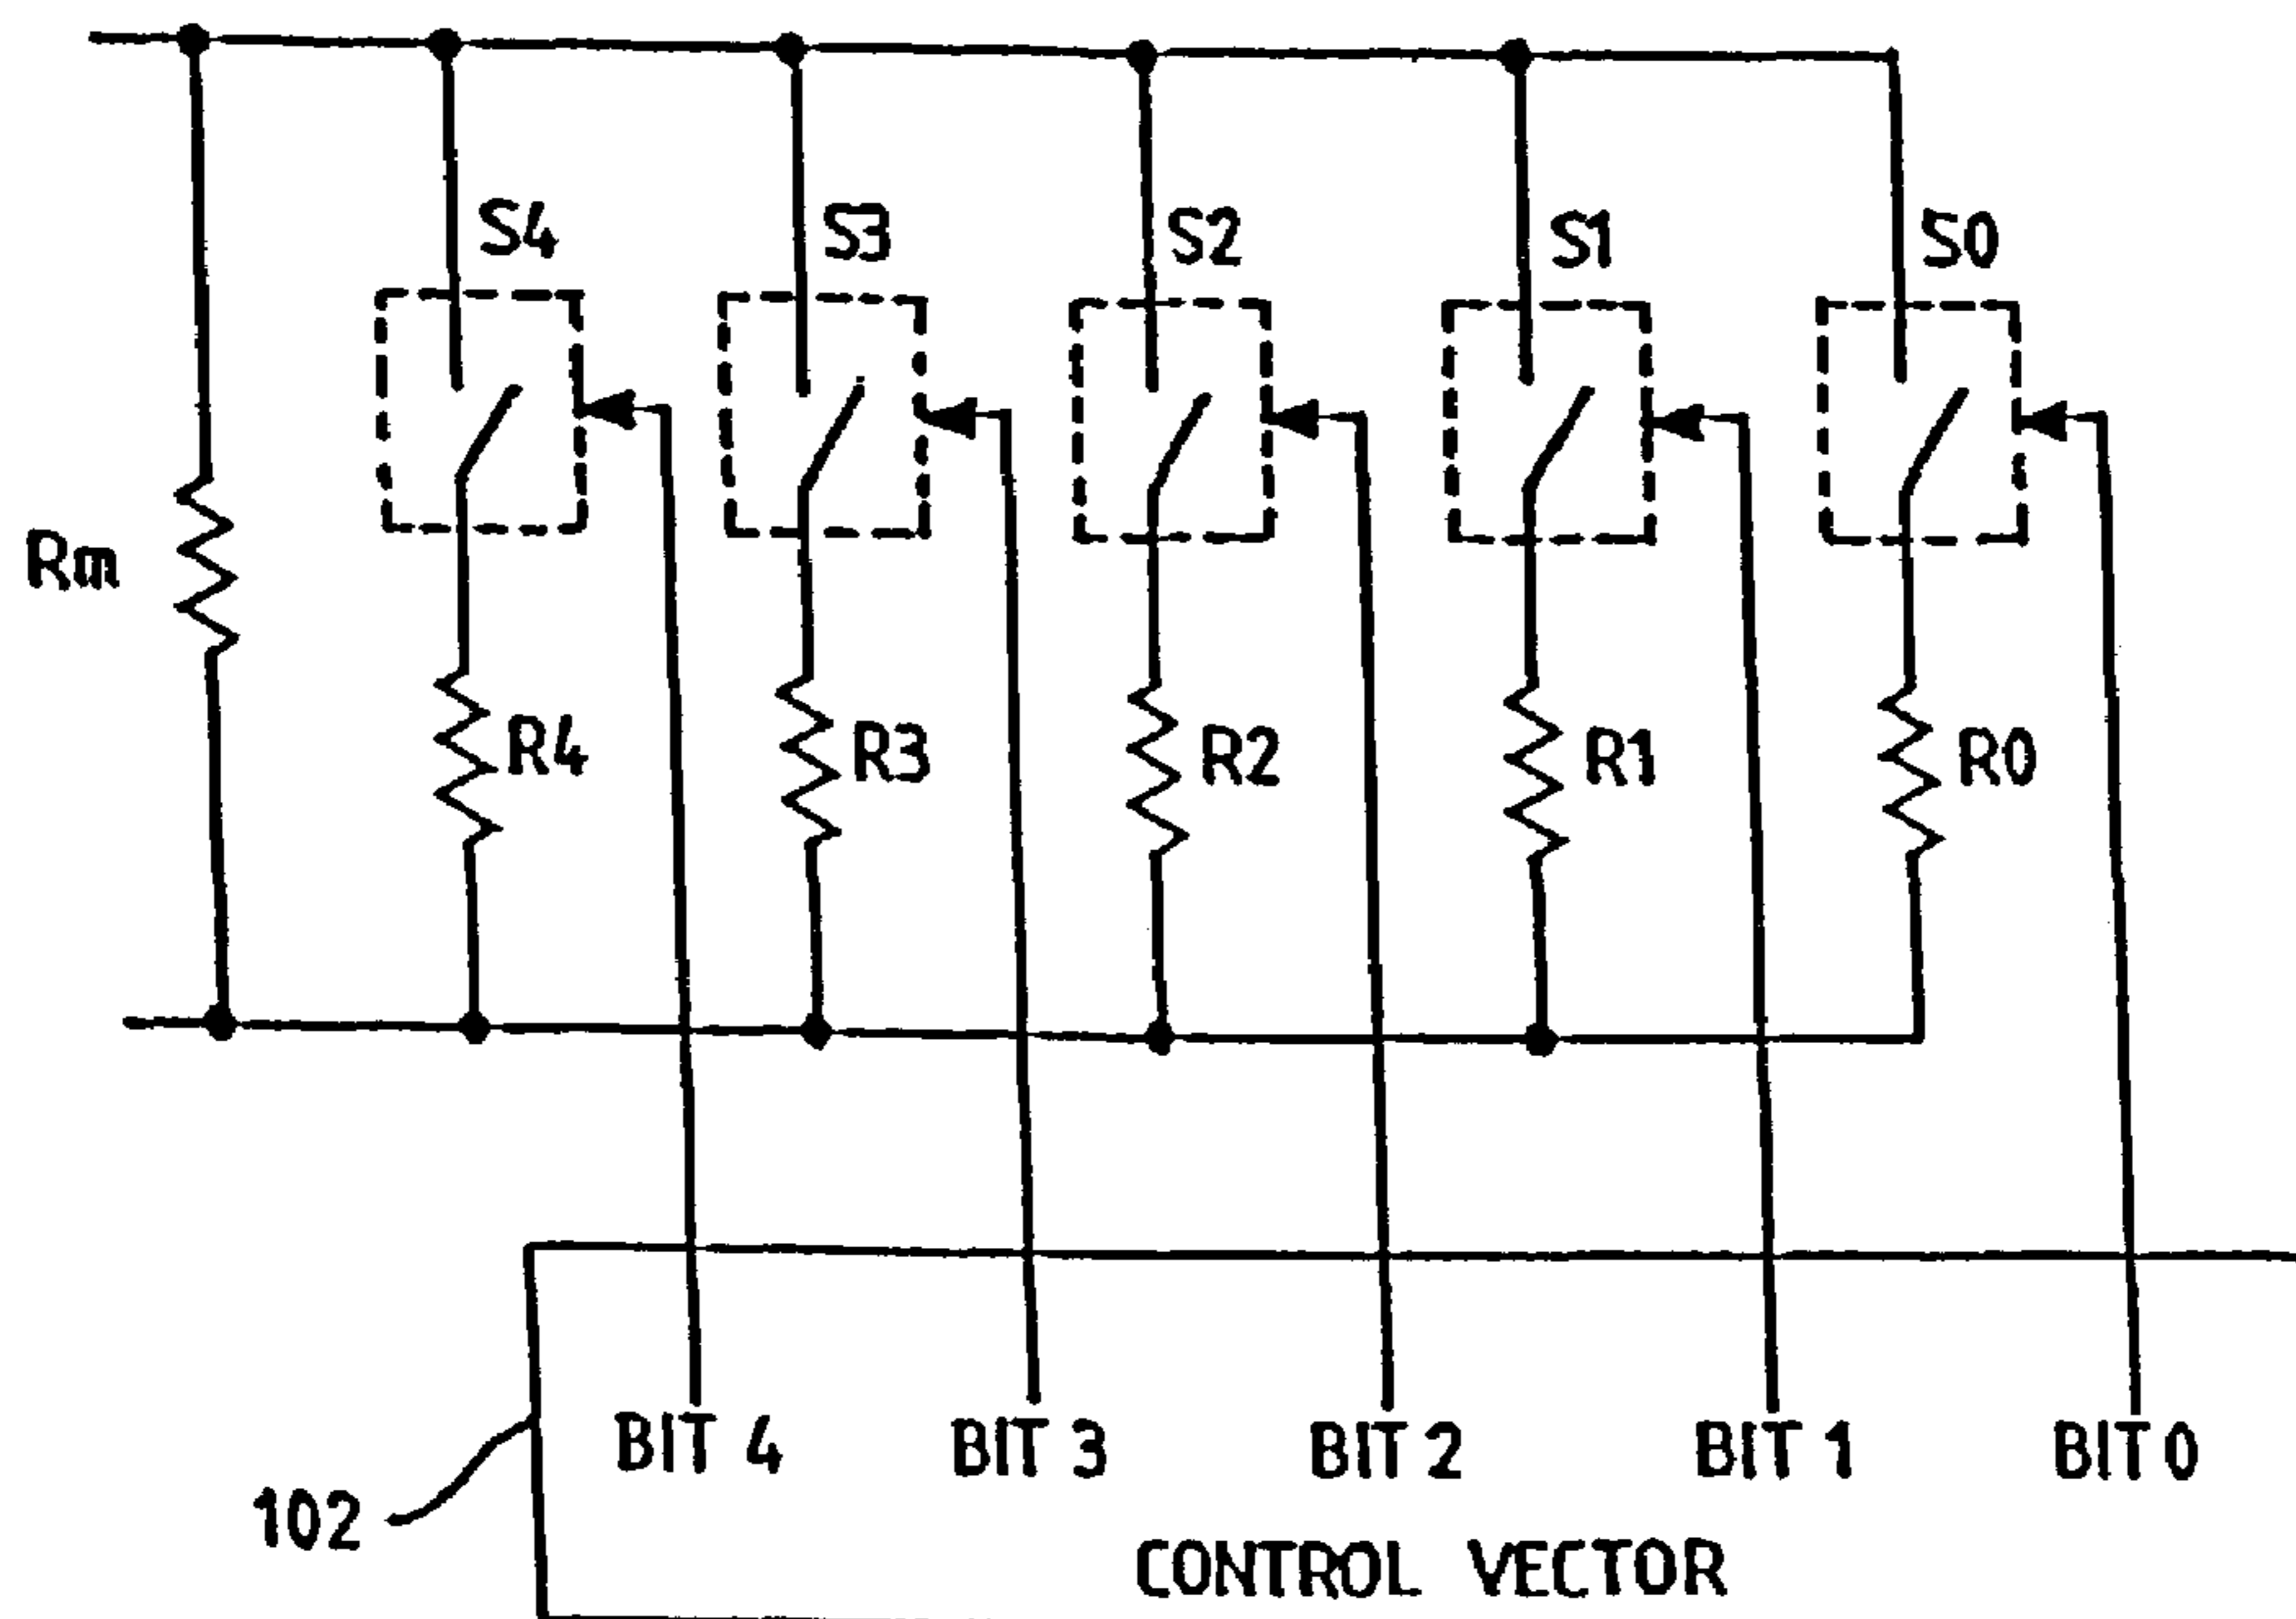 S4 S3 S2 S1 S0
Rm
R4 R3 R2 R1 R0
BIT 4 BIT 3 BIT 2 BIT 1 BIT 0
102
CONTROL VECTOR